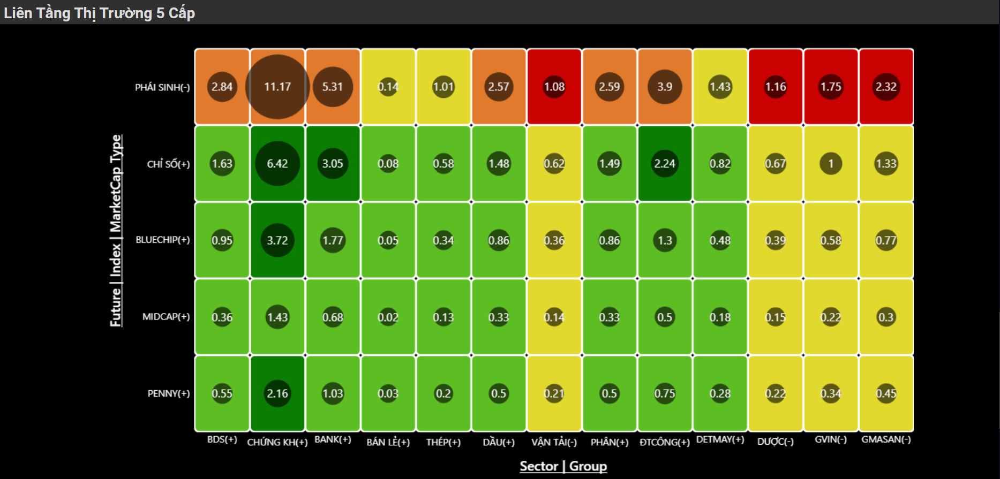 Liên Tầng Thị Trường 5 Cấp
Future | Index | MarketCap Type
PHÁI SINH(-) 2.84 11.17 5.31 0.14 1.01 2.57 1.08 2.59 3.9 1.43 1.16 1.75 2.32
CHỈ SỐ(+) 1.63 6.42 3.05 0.08 0.58 1.48 0.62 1.49 2.24 0.82 0.67 1 1.33
BLUECHIP(+) 0.95 3.72 1.77 0.05 0.34 0.86 0.36 0.86 1.3 0.48 0.39 0.58 0.77
MIDCAP(+) 0.36 1.43 0.68 0.02 0.13 0.33 0.14 0.33 0.5 0.18 0.15 0.22 0.3
PENNY(+) 0.55 2.16 1.03 0.03 0.2 0.5 0.21 0.5 0.75 0.28 0.22 0.34 0.45
BDS(+) CHỨNG KH(+) BANK(+) BÁN LẺ(+) THÉP(+) DẦU(+) VẬN TẢI(-) PHÂN(+) ĐTCÔNG(+) DETMAY(+) DƯỢC(-) GVIN(-) GMASAN(-)
Sector | Group